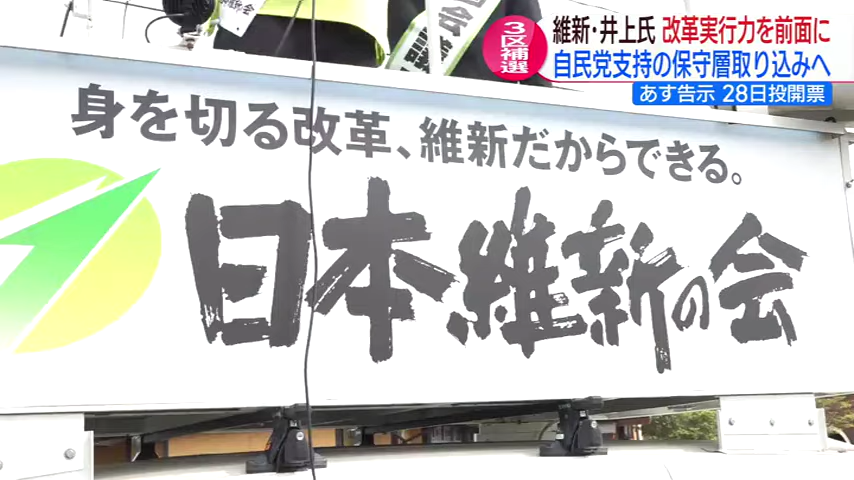 3区補選
維新・井上氏 改革実行力を前面に
自民党支持の保守層取り込みへ
あす告示 28日投開票
身を切る改革、維新だからできる。
日本維新の会